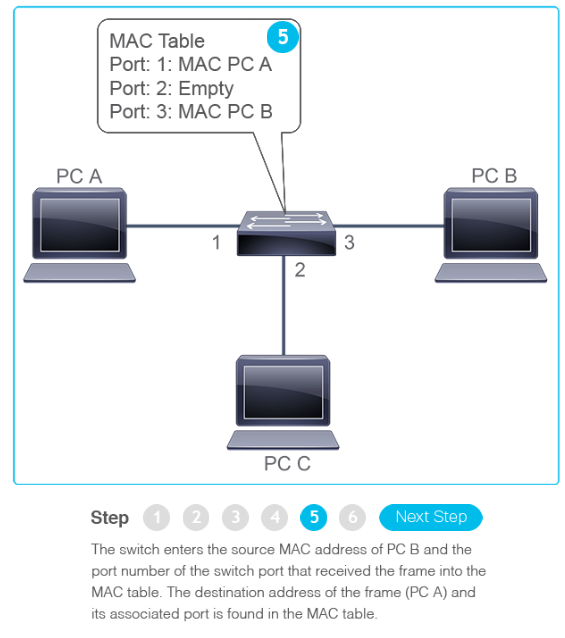 MAC Table
5
Port: 1: MAC PC A
Port: 2: Empty
Port: 3: MAC PC B
PC A
PC B
1
3
2
PC C
Step 1 2 3 4 5 6 Next Step
The switch enters the source MAC address of PC B and the
port number of the switch port that received the frame into the
MAC table. The destination address of the frame (PC A) and
its associated port is found in the MAC table.